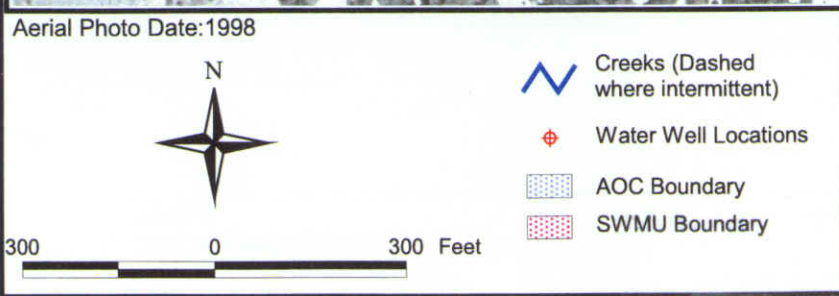 Aerial Photo Date:1998
N
300 0 300 Feet
Creeks (Dashed
where intermittent)
Water Well Locations
AOC Boundary
SWMU Boundary